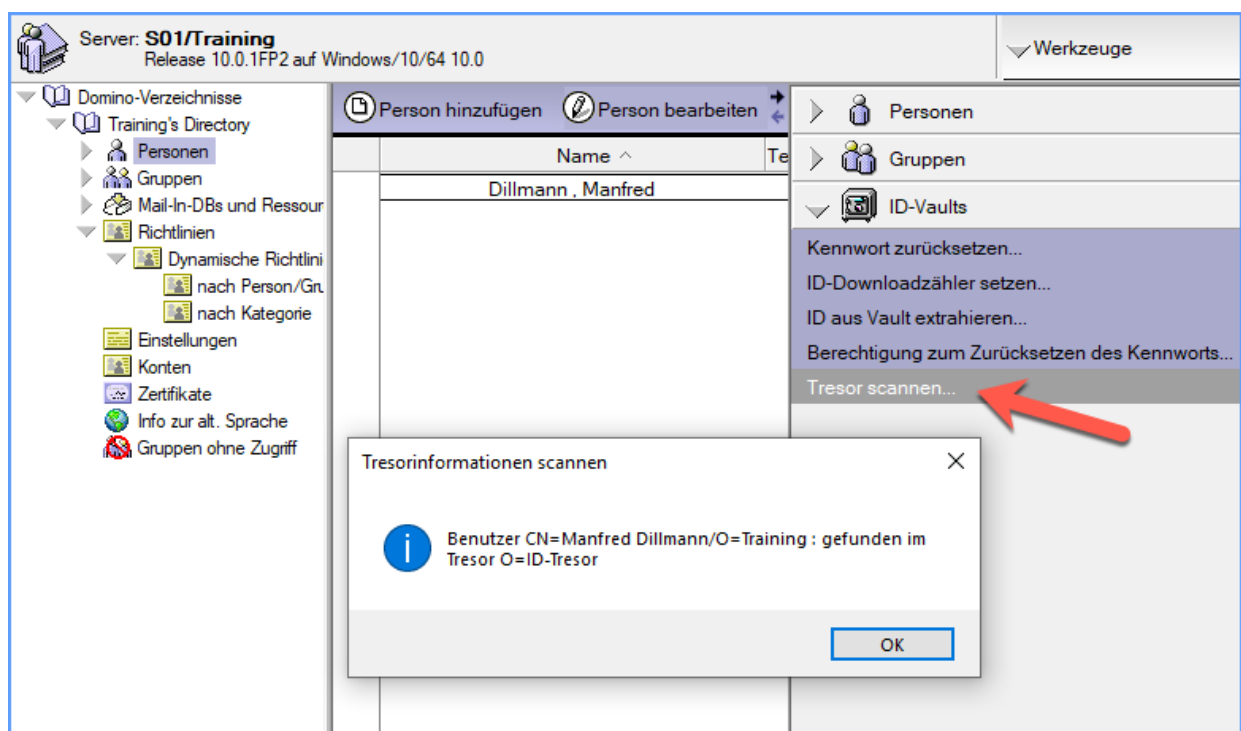 Server: S01/Training
Release 10.0.1FP2 auf Windows/10/64 10.0
Werkzeuge
Domino-Verzeichnisse
Training's Directory
Personen
Gruppen
Mail-In-DBs und Ressour
Richtlinien
Dynamische Richtlini
nach Person/Gru
nach Kategorie
Einstellungen
Konten
Zertifikate
Info zur alt. Sprache
Gruppen ohne Zugriff
Person hinzufügen Person bearbeiten
Name Te
Dillmann , Manfred
Personen
Gruppen
ID-Vaults
Kennwort zurücksetzen...
ID-Downloadzähler setzen...
ID aus Vault extrahieren...
Berechtigung zum Zurücksetzen des Kennworts...
Tresor scannen...
Tresorinformationen scannen
Benutzer CN=Manfred Dillmann/O=Training : gefunden im
Tresor O=ID-Tresor
OK